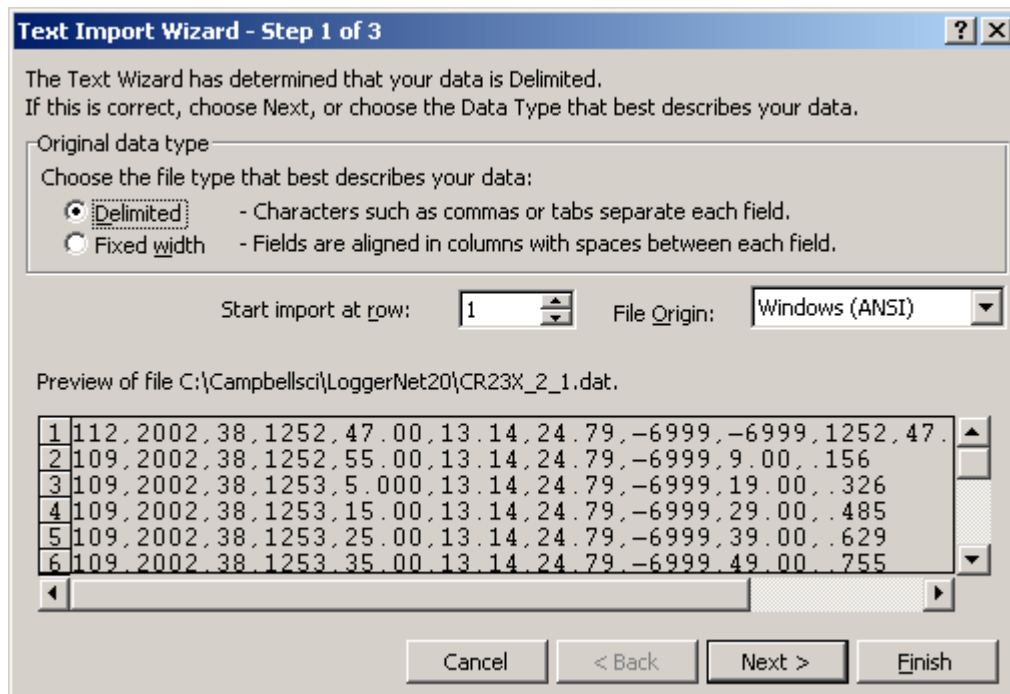 Text Import Wizard - Step 1 of 3
The Text Wizard has determined that your data is Delimited.
If this is correct, choose Next, or choose the Data Type that best describes your data.
Original data type
Choose the file type that best describes your data:
Delimited - Characters such as commas or tabs separate each field.
Fixed width - Fields are aligned in columns with spaces between each field.
Start import at row: 1 File Origin: Windows (ANSI)
Preview of file C:\Campbellsci\LoggerNet20\CR23X_2_1.dat.
1 112,2002,38,1252,47.00,13.14,24.79,-6999,-6999,1252,47.
2 109,2002,38,1252,55.00,13.14,24.79,-6999,9.00,.156
3 109,2002,38,1253,5.000,13.14,24.79,-6999,19.00,.326
4 109,2002,38,1253,15.00,13.14,24.79,-6999,29.00,.485
5 109,2002,38,1253,25.00,13.14,24.79,-6999,39.00,.629
6 109,2002,38,1253,35.00,13.14,24.79,-6999,49.00,.755
Cancel < Back Next > Finish